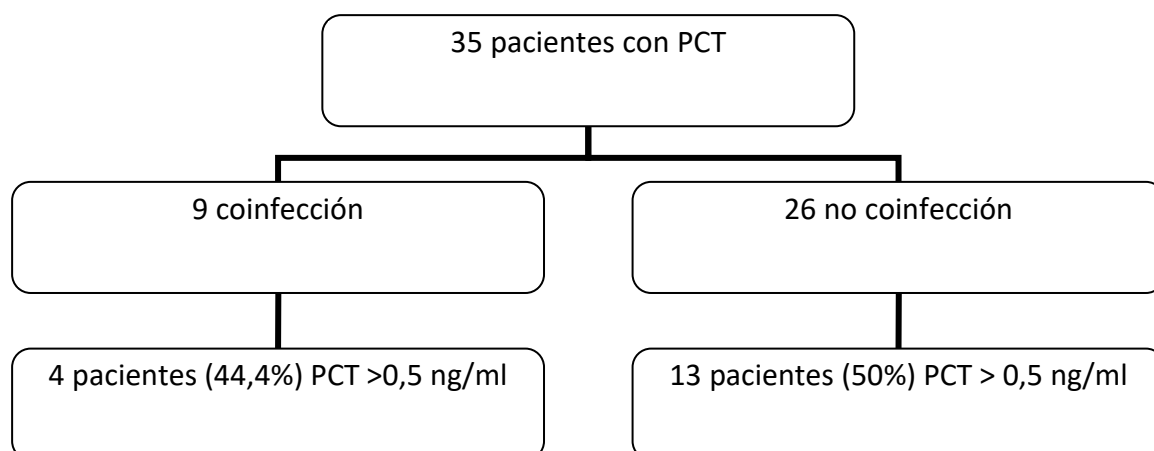 35 pacientes con PCT
9 coinfección
26 no coinfección
4 pacientes (44,4%) PCT >0,5 ng/ml
13 pacientes (50%) PCT > 0,5 ng/ml